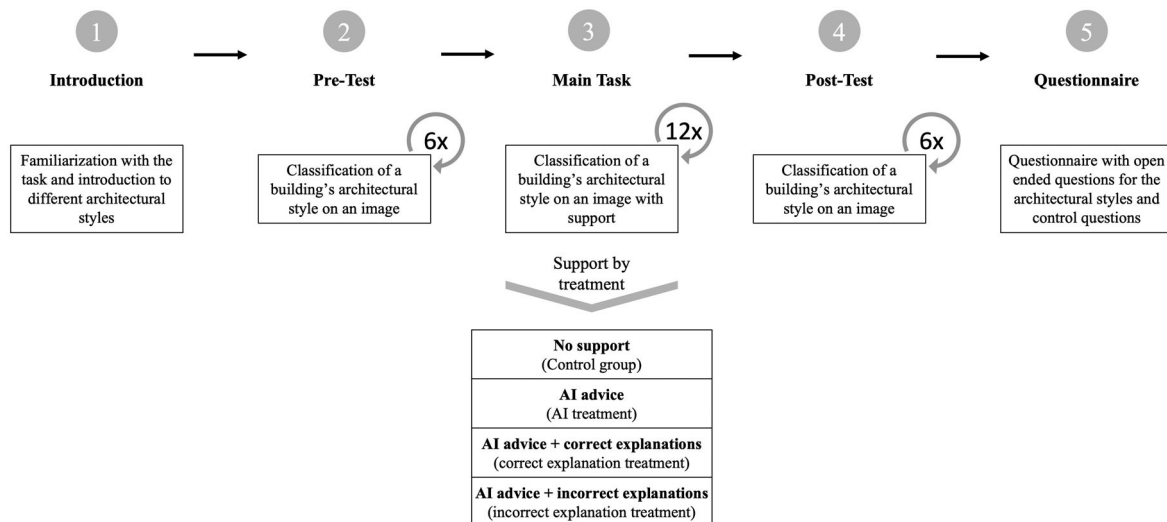 1
2
3
4
5
Introduction
Pre-Test
Main Task
Post-Test
Questionnaire
6x
12x
6x
Familiarization with the
task and introduction to
different architectural
styles
Classification of a
building's architectural
style on an image
Classification of a
building's architectural
style on an image with
support
Classification of a
building's architectural
style on an image
Questionnaire with open
ended questions for the
architectural styles and
control questions
Support by
treatment
No support
(Control group)
AI advice
(AI treatment)
AI advice + correct explanations
(correct explanation treatment)
AI advice + incorrect explanations
(incorrect explanation treatment)